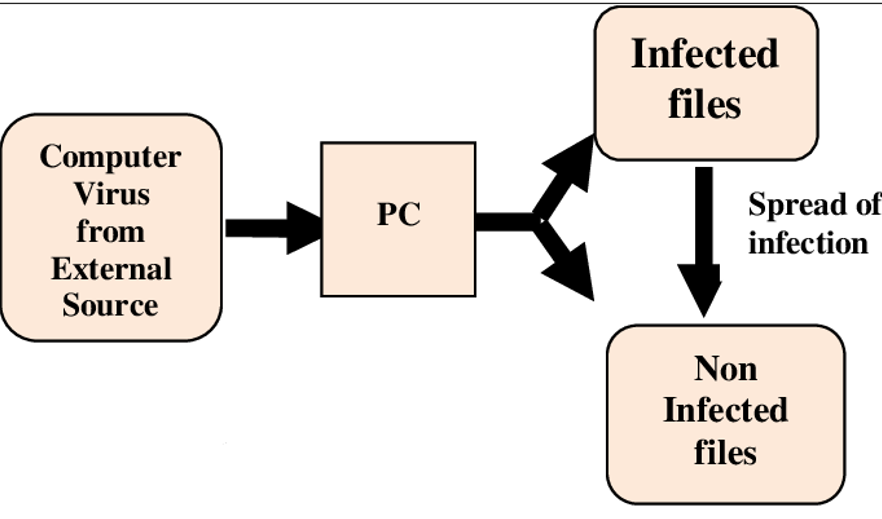 Computer
Virus
from
External
Source
PC
Infected
files
Spread of
infection
Non
Infected
files